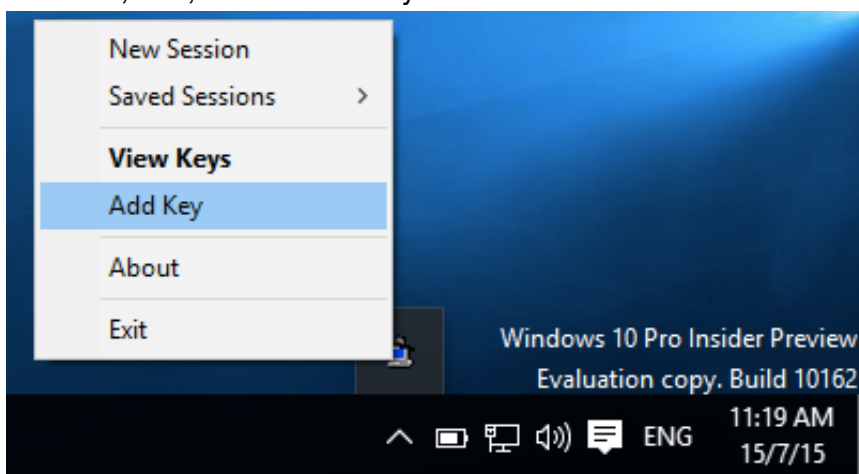 New Session
Saved Sessions
View Keys
Add Key
About
Exit
Windows 10 Pro Insider Preview
Evaluation copy. Build 10162
ENG
11:19 AM
15/7/15